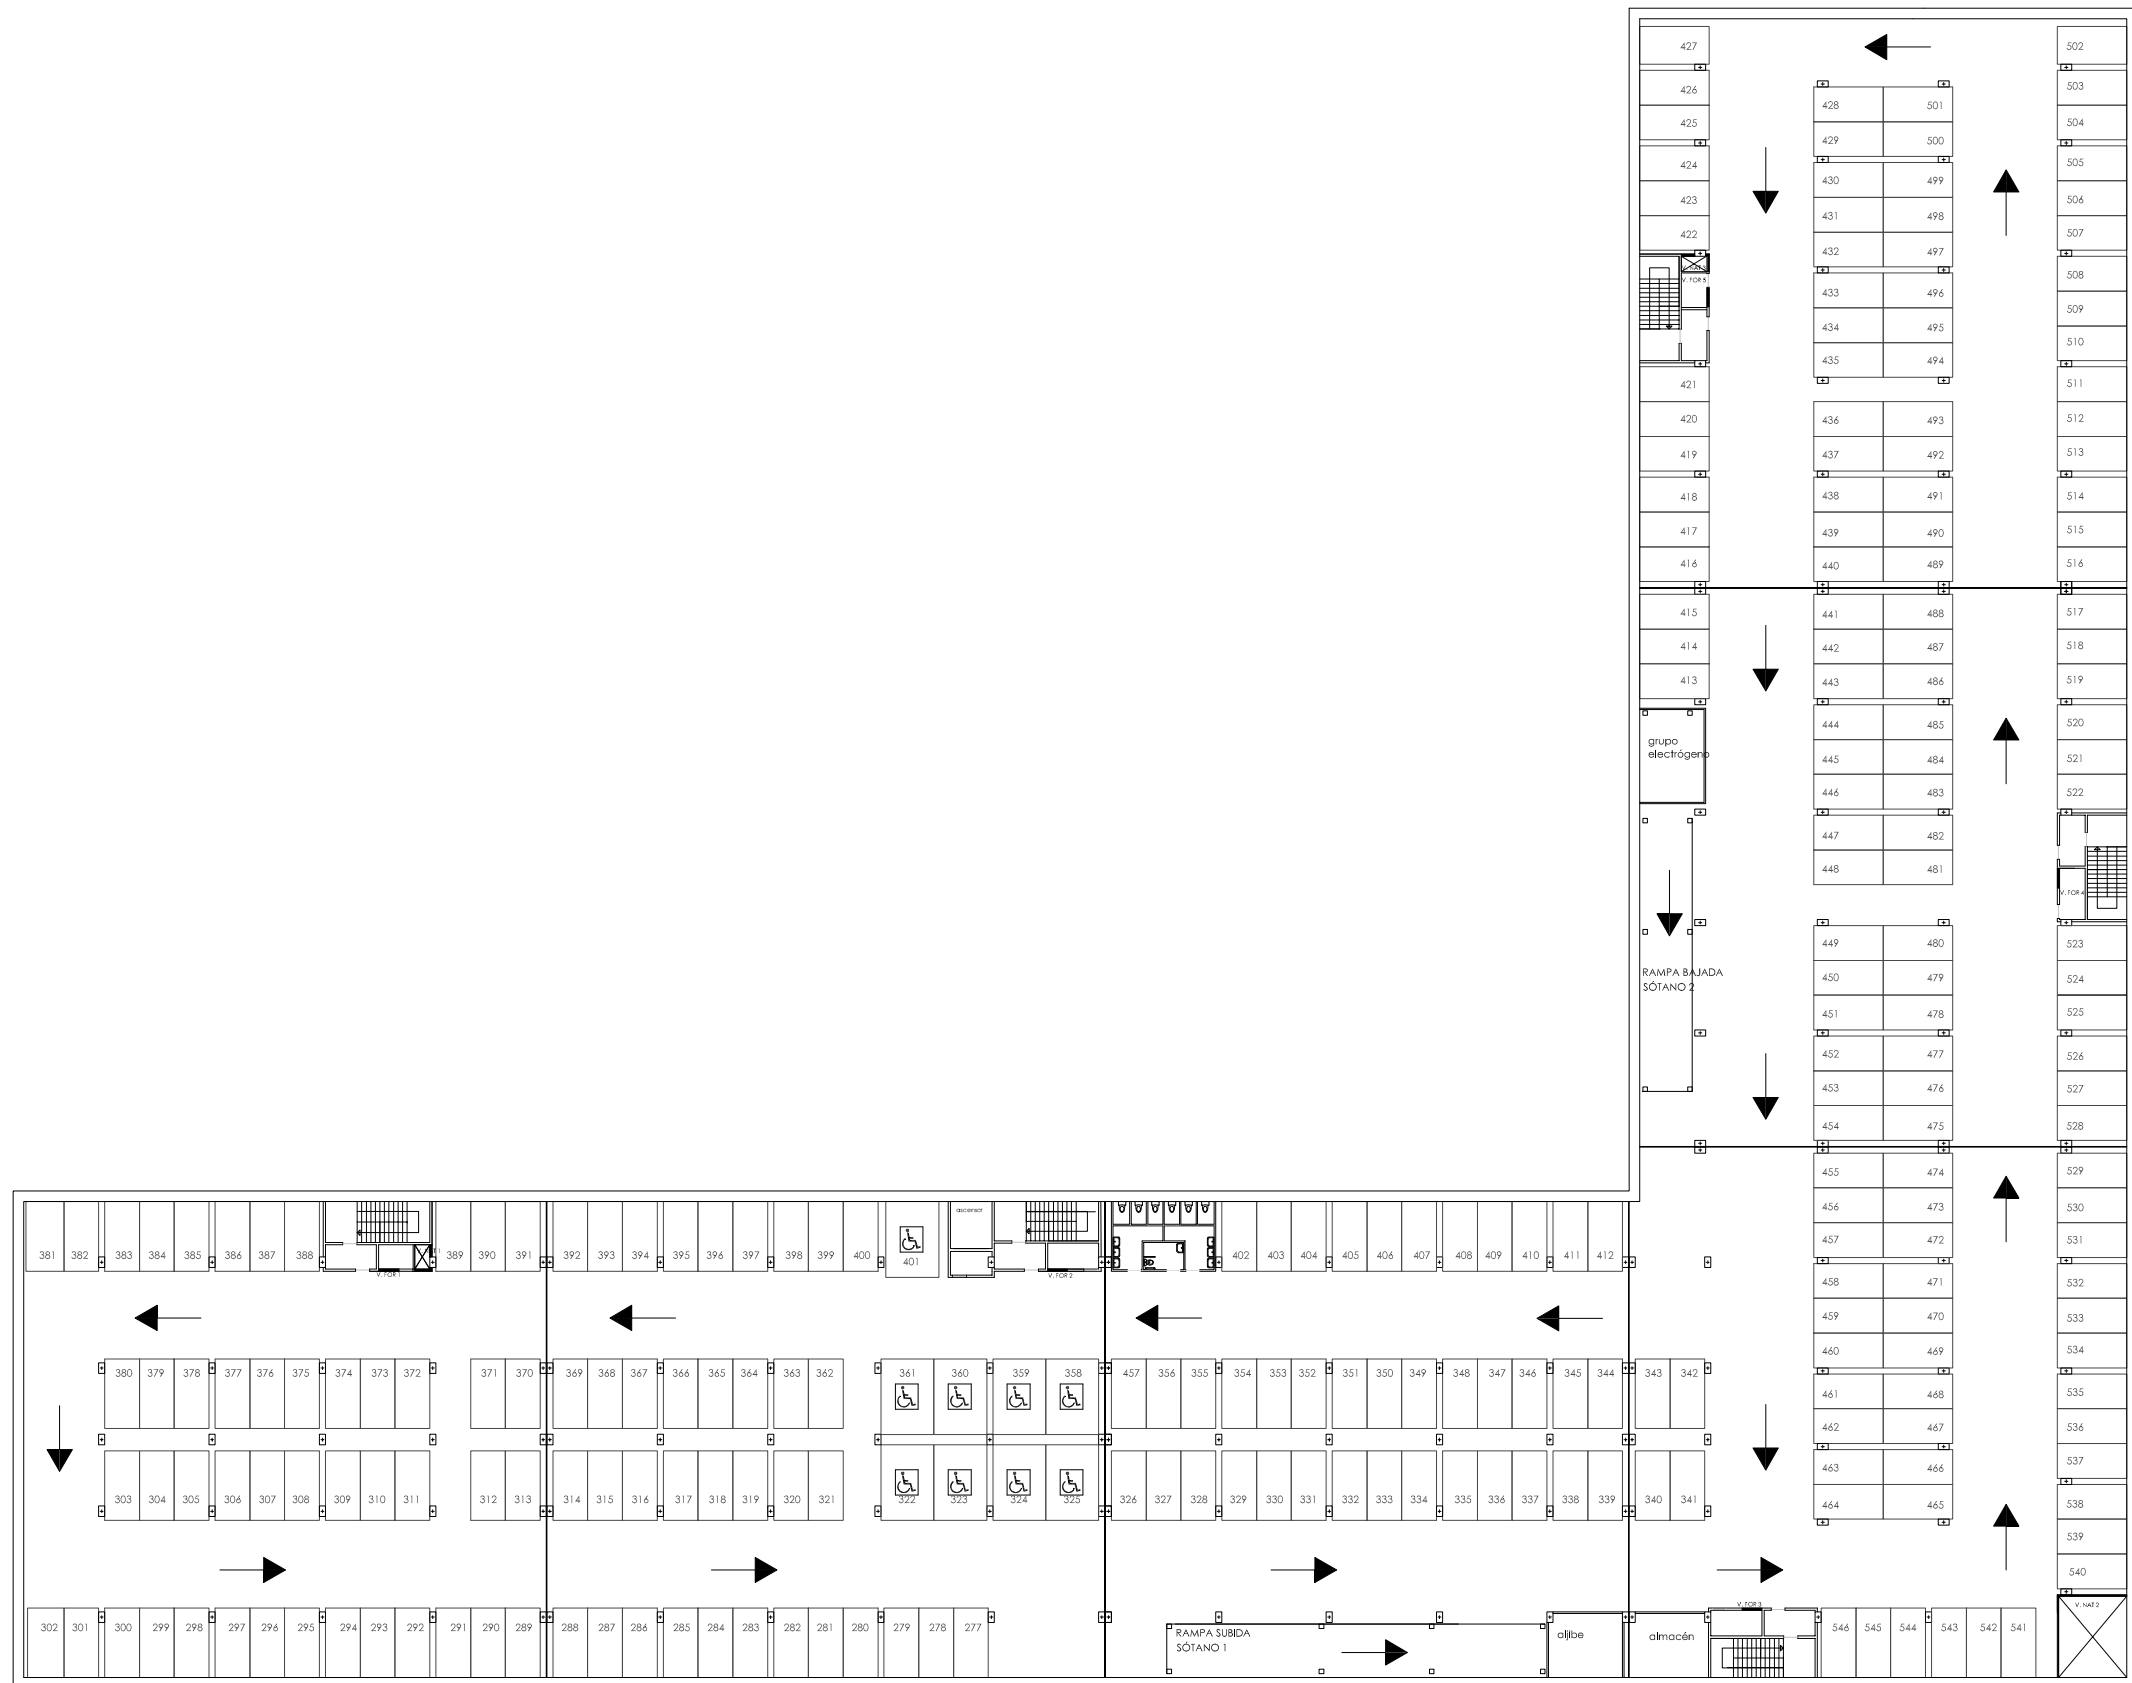 427 502
426 503
428 501
425 504
429 500
424 505
430 499
423 506
431 498
422 507
432 497
V. NAT 3
V. FOR 5
508
433 496
509
434 495
510
435 494
421 511
420 436 493 512
419 437 492 513
418 438 491 514
417 439 490 515
416 440 489 516
415 441 488 517
414 442 487 518
413 443 486 519
444 485 520
grupo
electrógeno
445 484 521
446 483 522
447 482
448 481
V. FOR 4
449 480 523
RAMPA BAJADA
SÓTANO 2
450 479 524
451 478 525
452 477 526
453 476 527
454 475 528
455 474 529
456 473 530
457 472 531
458 471 532
459 470 533
460 469 534
461 468 535
462 467 536
463 466 537
464 465 538
539
540
ascensor
381 382 383 384 385 386 387 388 389 390 391 392 393 394 395 396 397 398 399 400 401 402 403 404 405 406 407 408 409 410 411 412
V. FOR 1
V. FOR 2
380 379 378 377 376 375 374 373 372 371 370 369 368 367 366 365 364 363 362 361 360 359 358 457 356 355 354 353 352 351 350 349 348 347 346 345 344 343 342
303 304 305 306 307 308 309 310 311 312 313 314 315 316 317 318 319 320 321 322 323 324 325 326 327 328 329 330 331 332 333 334 335 336 337 338 339 340 341
V. FOR 3
V. NAT 2
302 301 300 299 298 297 296 295 294 293 292 291 290 289 288 287 286 285 284 283 282 281 280 279 278 277
RAMPA SUBIDA
SÓTANO 1
aljibe
almacén
546 545 544 543 542 541